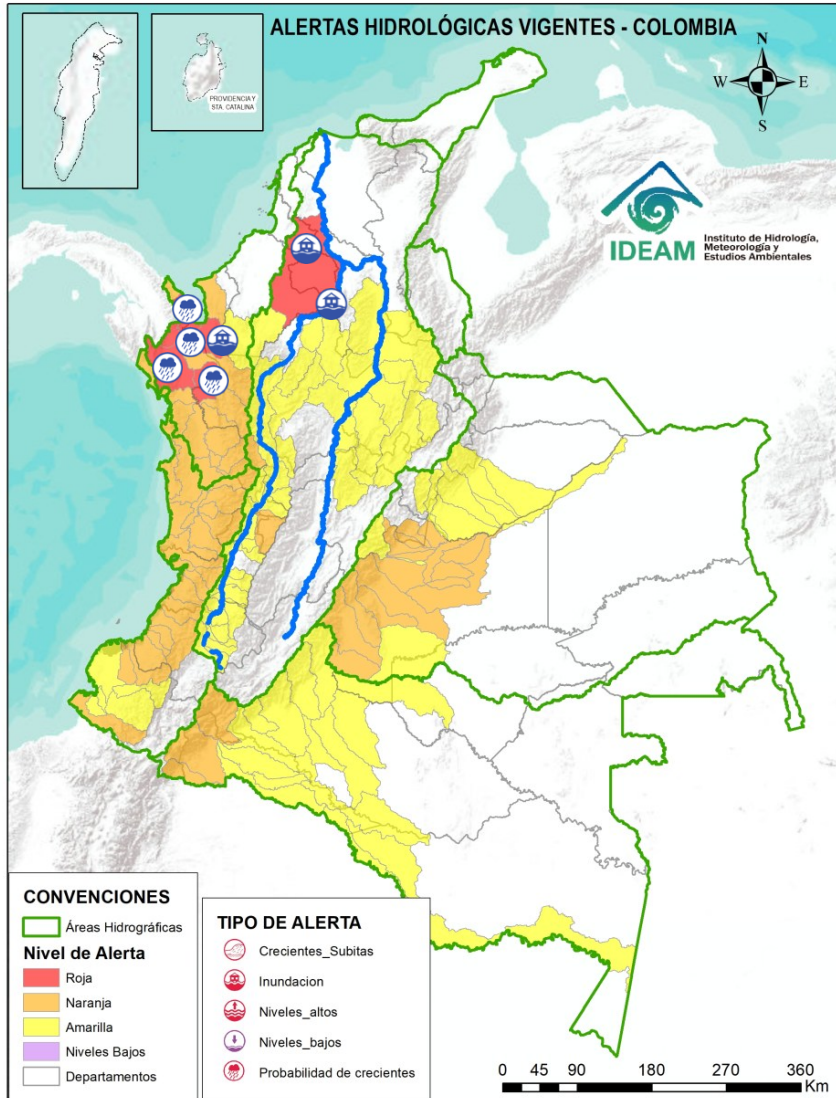 ALERTAS HIDROLÓGICAS VIGENTES - COLOMBIA
PROVIDENCIA Y
STA. CATALINA
N
W
E
S
IDEAM
Instituto de Hidrología,
Meteorología y
Estudios Ambientales
CONVENCIONES
Áreas Hidrográficas
Nivel de Alerta
Roja
Naranja
Amarilla
Niveles Bajos
Departamentos
TIPO DE ALERTA
Crecientes_Subitas
Inundacion
Niveles_altos
Niveles_bajos
Probabilidad de crecientes
0 45 90 180 270 360
Km